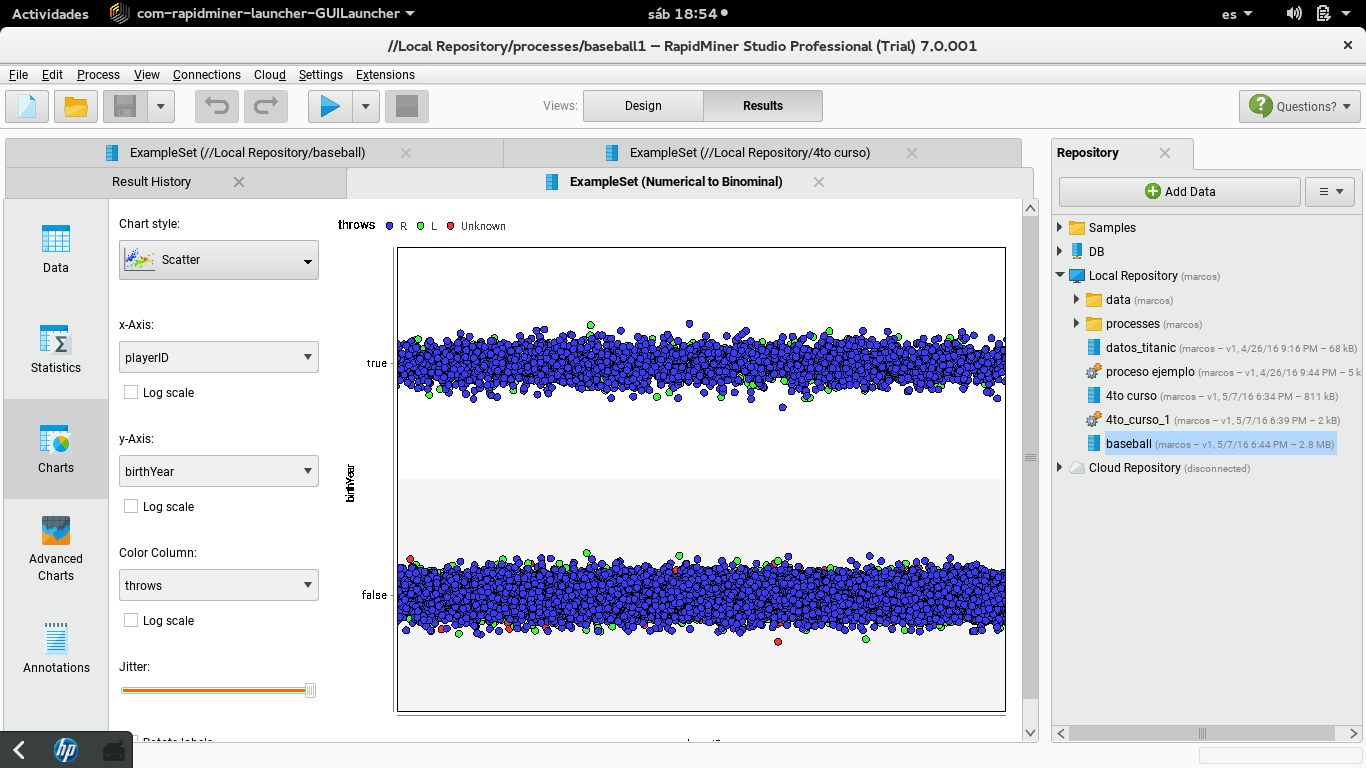 Actividades com-rapidminer-launcher-GUILauncher sáb 18:54 es
//Local Repository/processes/baseball1 – RapidMiner Studio Professional (Trial) 7.0.001
File Edit Process View Connections Cloud Settings Extensions
Views: Design Results Questions?
ExampleSet (//Local Repository/baseball) ExampleSet (//Local Repository/4to curso)
Result History ExampleSet (Numerical to Binominal)
Data
Statistics
Charts
Advanced
Charts
Annotations
Chart style:
Scatter
x-Axis:
playerID
Log scale
y-Axis:
birthYear
Log scale
Color Column:
throws
Log scale
Jitter:
Rotate labels
throws R L Unknown
true
birthYear
false
Repository
Add Data
Samples
DB
Local Repository (marcos)
data (marcos)
processes (marcos)
datos_titanic (marcos – v1, 4/26/16 9:16 PM – 68 kB)
proceso ejemplo (marcos – v1, 4/26/16 9:44 PM – 5 k
4to curso (marcos – v1, 5/7/16 6:34 PM – 811 kB)
4to_curso_1 (marcos – v1, 5/7/16 6:39 PM – 2 kB)
baseball (marcos – v1, 5/7/16 6:44 PM – 2.8 MB)
Cloud Repository (disconnected)
hp